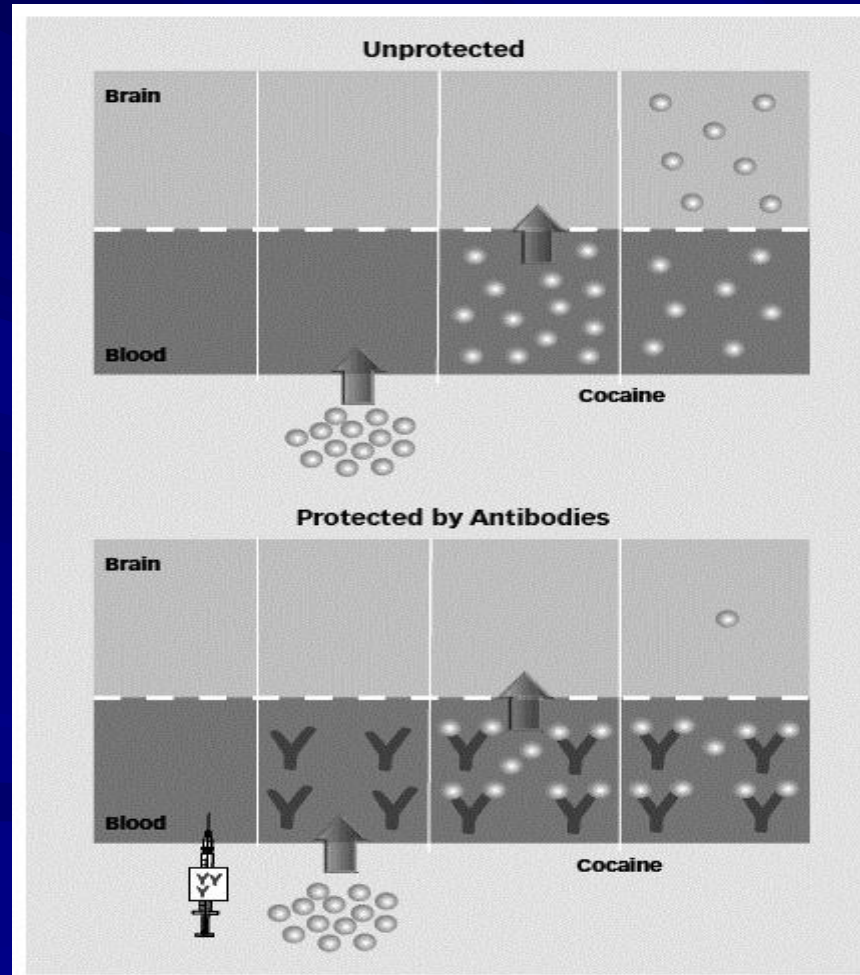 Unprotected
Brain
Blood
Cocaine
Protected by Antibodies
Brain
Blood
Cocaine